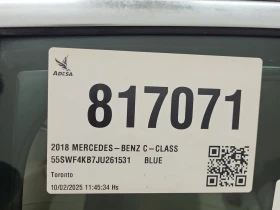 ADESA
817071
2018 MERCEDES-BENZ C-CLASS
55SWF4KB7JU261531 BLUE
Toronto
10/02/2025 11:45:34 Hs